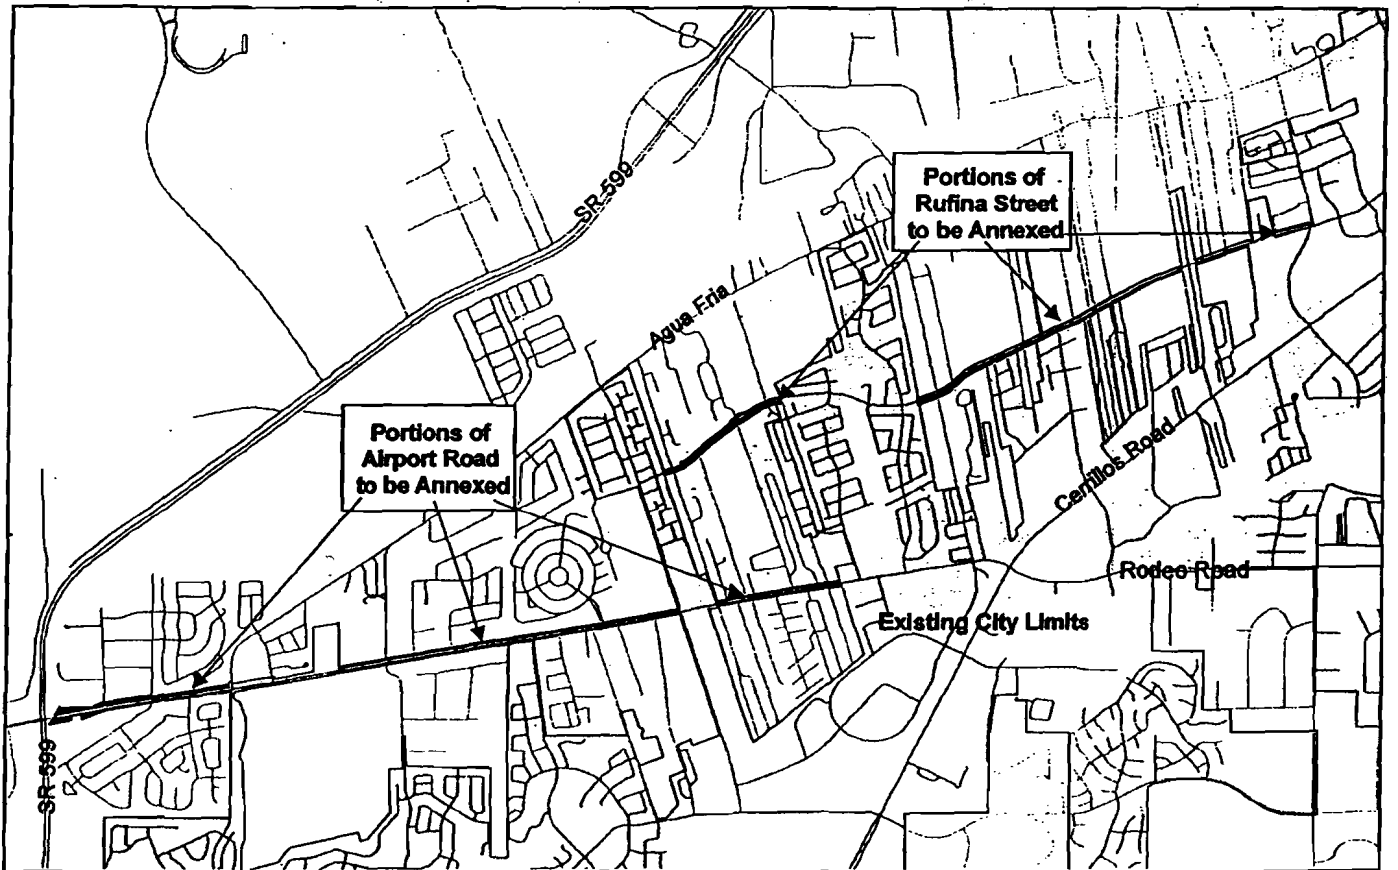 SR-599
Portions of
Rufina Street
to be Annexed
Agua Fria
Portions of
Airport Road
to be Annexed
Cerrillos Road
Rodeo Road
Existing City Limits
SR-599